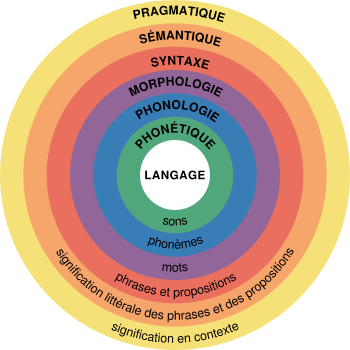 PRAGMATIQUE
SÉMANTIQUE
SYNTAXE
MORPHOLOGIE
PHONOLOGIE
PHONÉTIQUE
LANGAGE
sons
phonèmes
mots
phrases et propositions
signification littérale des phrases et des propositions
signification en contexte